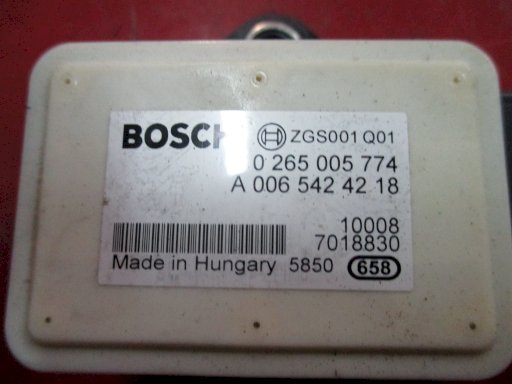 BOSCH ZGS001 Q01
0 265 005 774
A 006 542 42 18
10008
7018830
Made in Hungary 5850 658